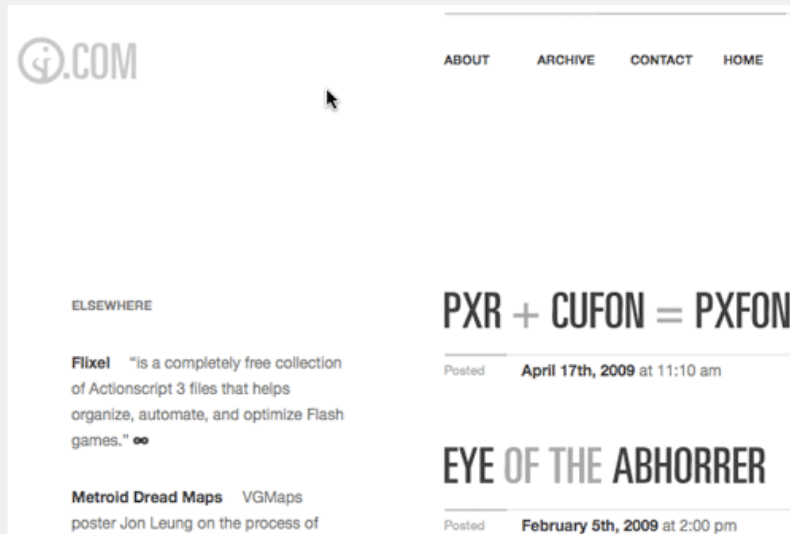 .COM
ABOUT ARCHIVE CONTACT HOME
ELSEWHERE
Flixel “is a completely free collection
of Actionscript 3 files that helps
organize, automate, and optimize Flash
games.” ∞
Metroid Dread Maps VGMaps
poster Jon Leung on the process of
PXR + CUFON = PXFON
Posted April 17th, 2009 at 11:10 am
EYE OF THE ABHORRER
Posted February 5th, 2009 at 2:00 pm